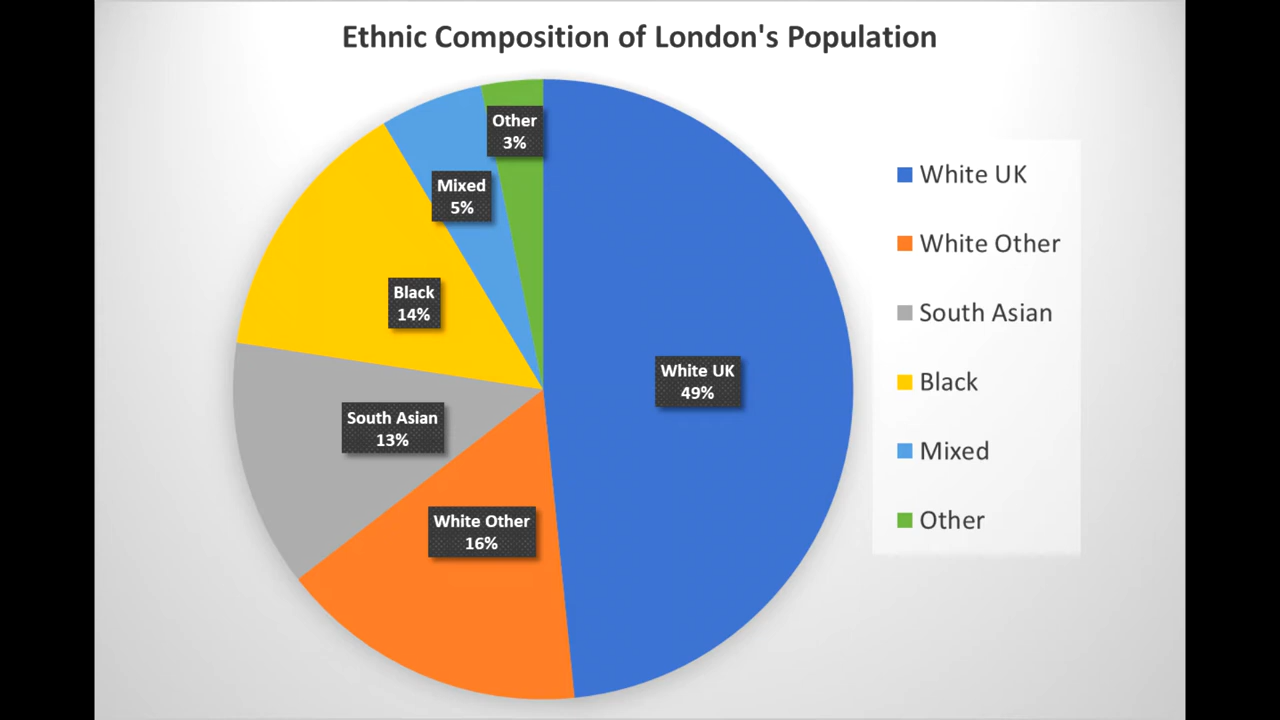 Ethnic Composition of London's Population
Other
3%
Mixed
5%
Black
14%
White UK
49%
South Asian
13%
White Other
16%
White UK
White Other
South Asian
Black
Mixed
Other